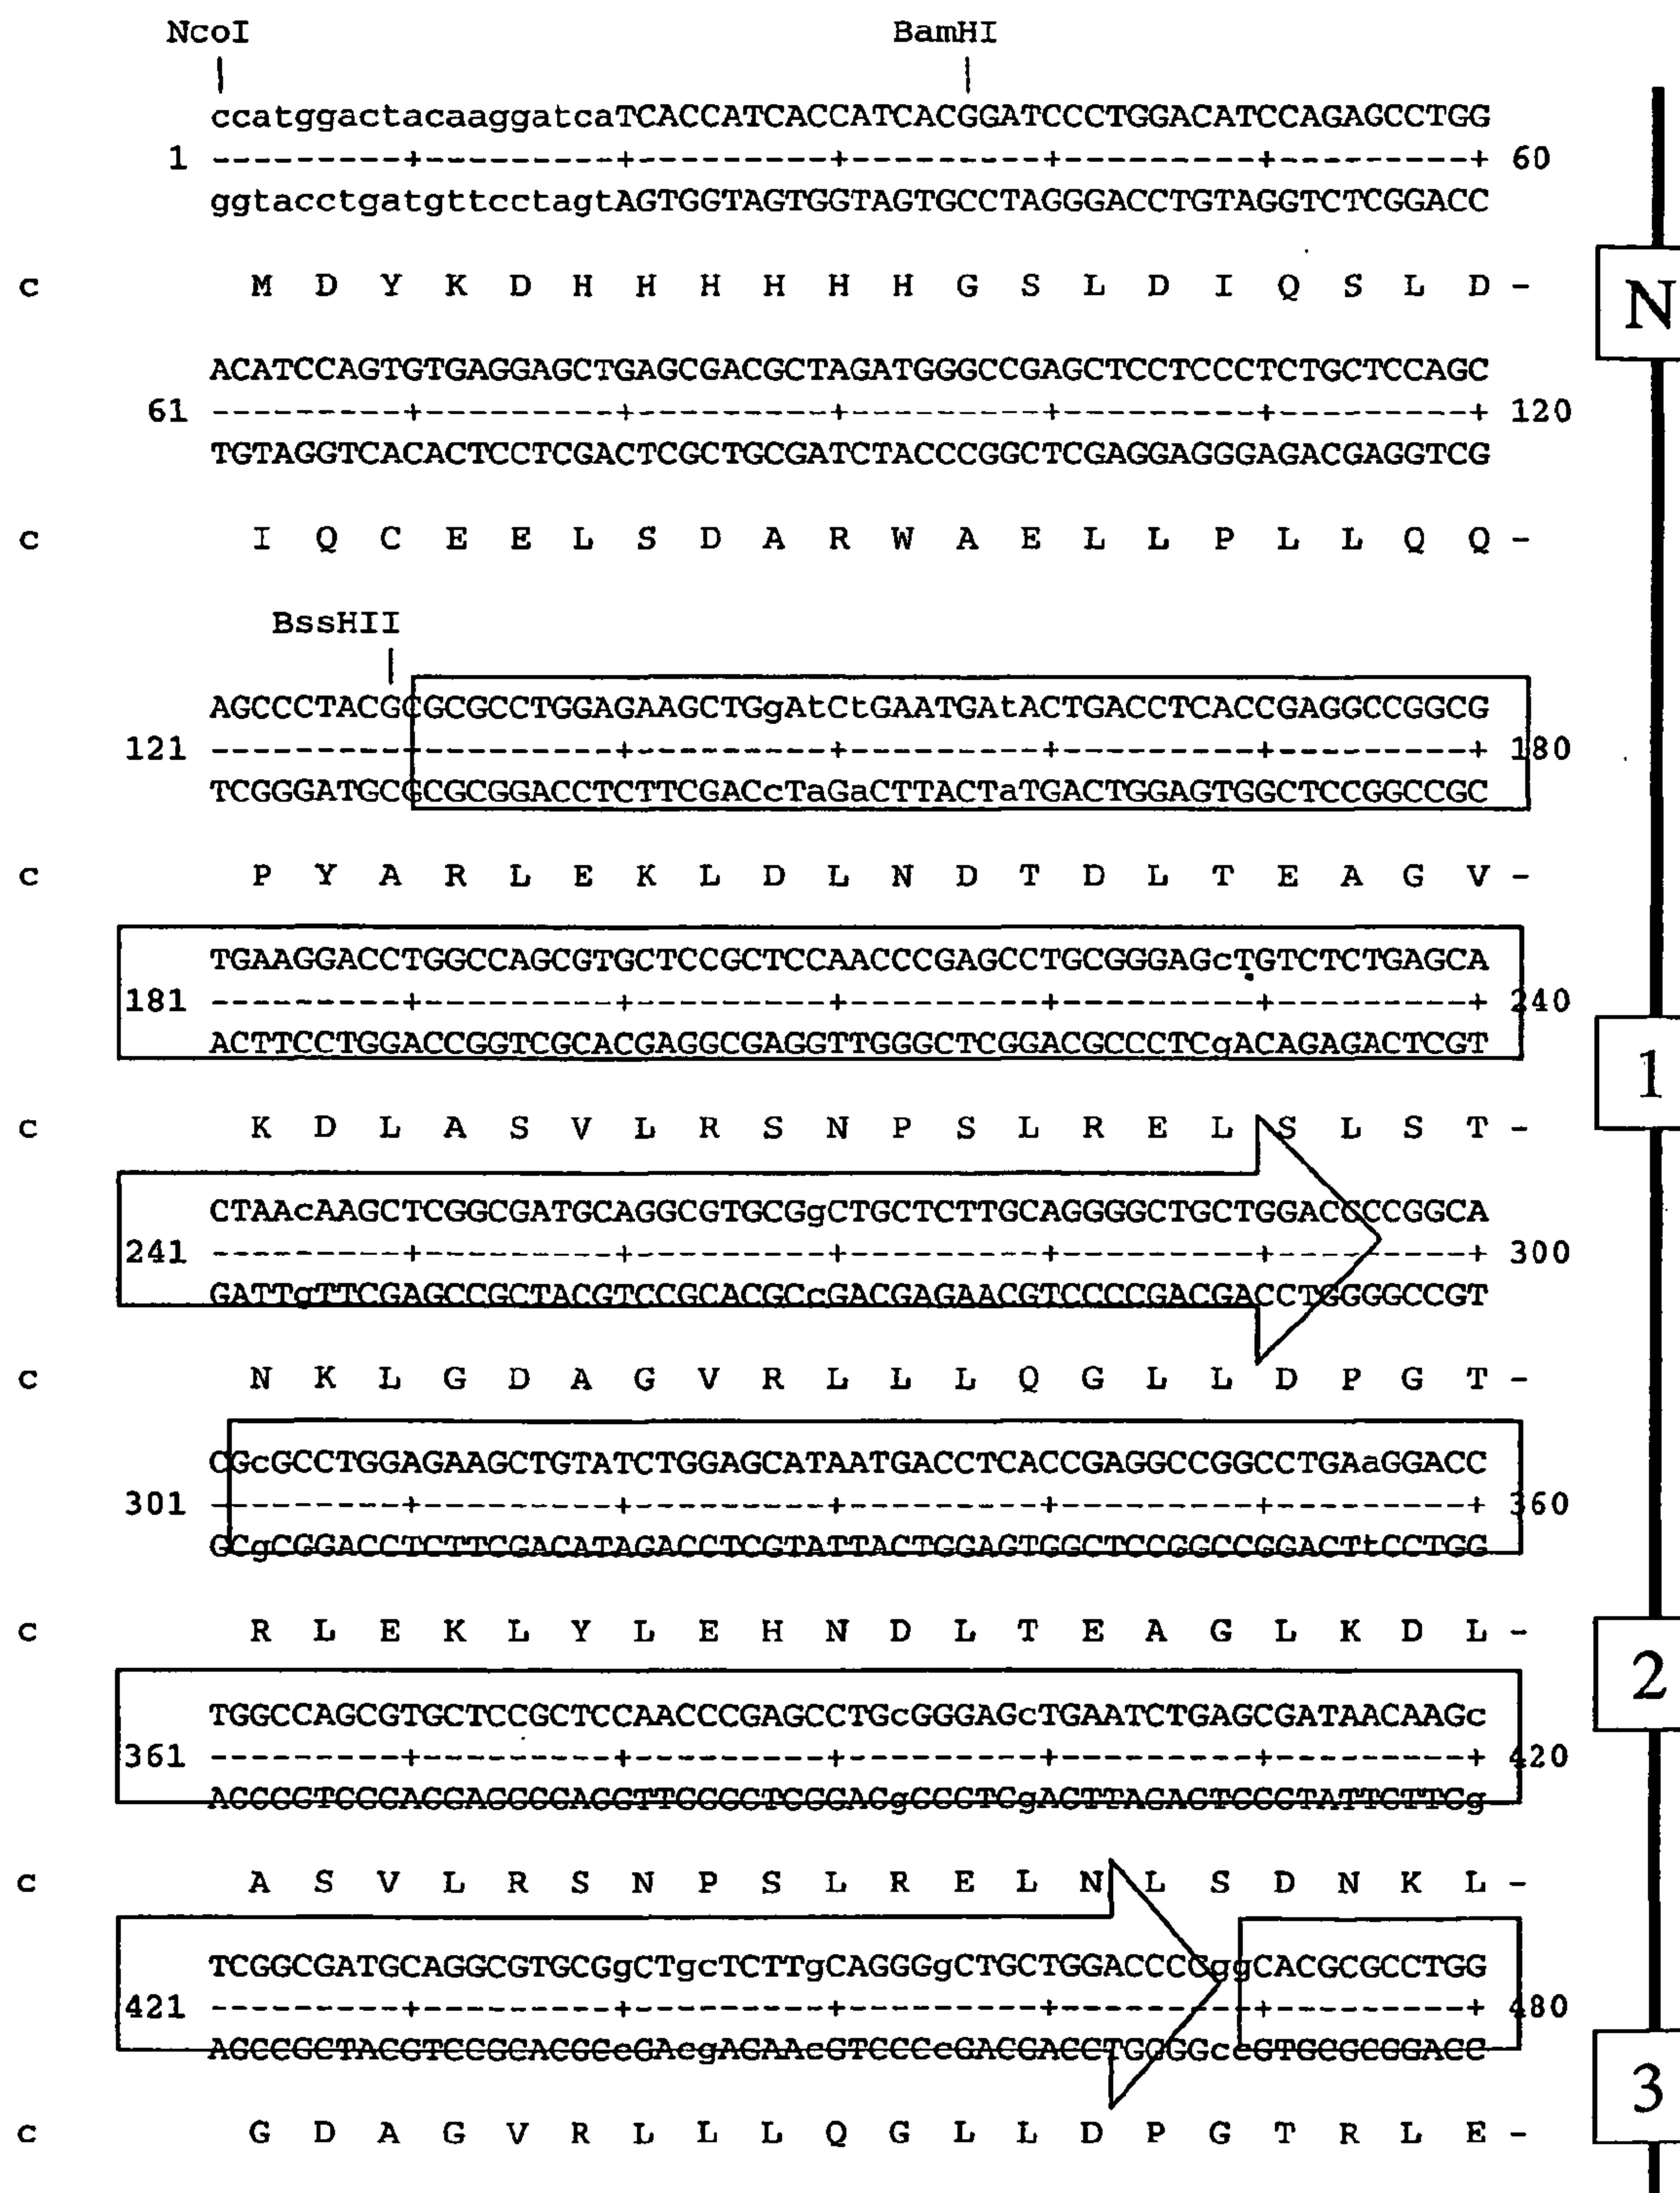 NcoI BamHI
ccatggactacaaggatcaTCACCATCACCATCACGGATCCCTGGACATCCAGAGCCTGG
1 ---------+---------+---------+---------+---------+---------+ 60
ggtacctgatgttcctagtAGTGGTAGTGGTAGTGCCTAGGGACCTGTAGGTCTCGGACC
c M D Y K D H H H H H H G S L D I Q S L D -
N
ACATCCAGTGTGAGGAGCTGAGCGACGCTAGATGGGCCGAGCTCCTCCCTCTGCTCCAGC
61 ---------+---------+---------+---------+---------+---------+ 120
TGTAGGTCACACTCCTCGACTCGCTGCGATCTACCCGGCTCGAGGAGGGAGACGAGGTCG
c I Q C E E L S D A R W A E L L P L L Q Q -
BssHII
AGCCCTACGCGCGCCTGGAGAAGCTGgAtCtGAATGAtACTGACCTCACCGAGGCCGGCG
121 ---------+---------+---------+---------+---------+---------+ 180
TCGGGATGCGCGCGGACCTCTTCGACcTaGaCTTACTaTGACTGGAGTGGCTCCGGCCGC
c P Y A R L E K L D L N D T D L T E A G V -
TGAAGGACCTGGCCAGCGTGCTCCGCTCCAACCCGAGCCTGCGGGAGcTGTCTCTGAGCA
181 ---------+---------+---------+---------+---------+---------+ 240
ACTTCCTGGACCGGTCGCACGAGGCGAGGTTGGGCTCGGACGCCCTCgACAGAGACTCGT
1
c K D L A S V L R S N P S L R E L S L S T -
CTAAcAAGCTCGGCGATGCAGGCGTGCGgCTGCTCTTGCAGGGGCTGCTGGACCCCGGCA
241 ---------+---------+---------+---------+---------+---------+ 300
GATTgTTCGAGCCGCTACGTCCGCACGCcGACGAGAACGTCCCCGACGACCTGGGGCCGT
c N K L G D A G V R L L L Q G L L D P G T -
CGcGCCTGGAGAAGCTGTATCTGGAGCATAATGACCTCACCGAGGCCGGCCTGAaGGACC
301 ---------+---------+---------+---------+---------+---------+ 360
GCgCGGACCTCTTCGACATAGACCTCGTATTACTGGAGTGGCTCCGGCCGGACTtCCTGG
c R L E K L Y L E H N D L T E A G L K D L -
2
TGGCCAGCGTGCTCCGCTCCAACCCGAGCCTGcGGGAGcTGAATCTGAGCGATAACAAGc
361 ---------+---------+---------+---------+---------+---------+ 420
ACCGGTCGCACGAGGCGAGGTTGGGCTCGGACgCCCTCgACTTAGACTCGCTATTGTTCg
c A S V L R S N P S L R E L N L S D N K L -
TCGGCGATGCAGGCGTGCGgCTgcTCTTgCAGGGgCTGCTGGACCCCggCACGCGCCTGG
421 ---------+---------+---------+---------+---------+---------+ 480
AGCCGCTACGTCCGCACGCcGAcgAGAAcGTCCCcGACGACCTGGGGccGTGCGCGGACC
3
c G D A G V R L L L Q G L L D P G T R L E -